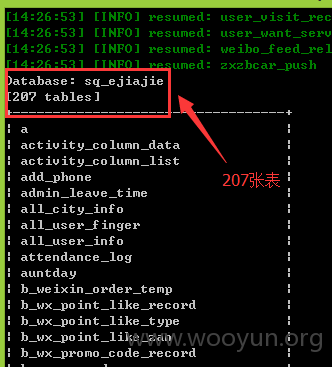 [14:26:53] [INFO] resumed: user_visit_rec
[14:26:53] [INFO] resumed: user_want_serv
[14:26:53] [INFO] resumed: weibo_feed_rel
[14:26:53] [INFO] resumed: zxzbcar_push
Database: sq_ejiajie
[207 tables]
+--------------------------------+
| a |
| activity_column_data |
| activity_column_list |
| add_phone |
| admin_leave_time |
| all_city_info |
| all_user_finger |
| all_user_info |
207张表
| attendance_log |
| auntday |
| b_weixin_order_temp |
| b_wx_point_like_record |
| b_wx_point_like_type |
| b_wx_point_like_zan |
| b_wx_promo_code_record |
www.wooyun.org